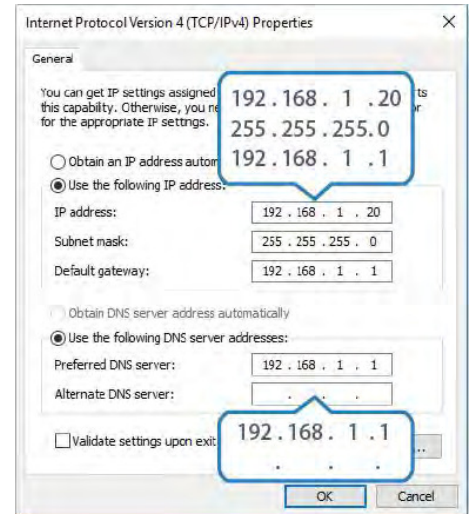 Internet Protocol Version 4 (TCP/IPv4) Properties
General
You can get IP settings assigned
this capability. Otherwise, you ne
for the appropriate IP settings.
192.168. 1 .20
255.255.255.0
192.168. 1 .1
Obtain an IP address autom
Use the following IP address:
IP address: 192 . 168 . 1 . 20
Subnet mask: 255 . 255 . 255 . 0
Default gateway: 192 . 168 . 1 . 1
Obtain DNS server address automatically
Use the following DNS server addresses:
Preferred DNS server: 192 . 168 . 1 . 1
Alternate DNS server: . . .
192.168. 1 .1
. . .
Validate settings upon exit
...
OK Cancel